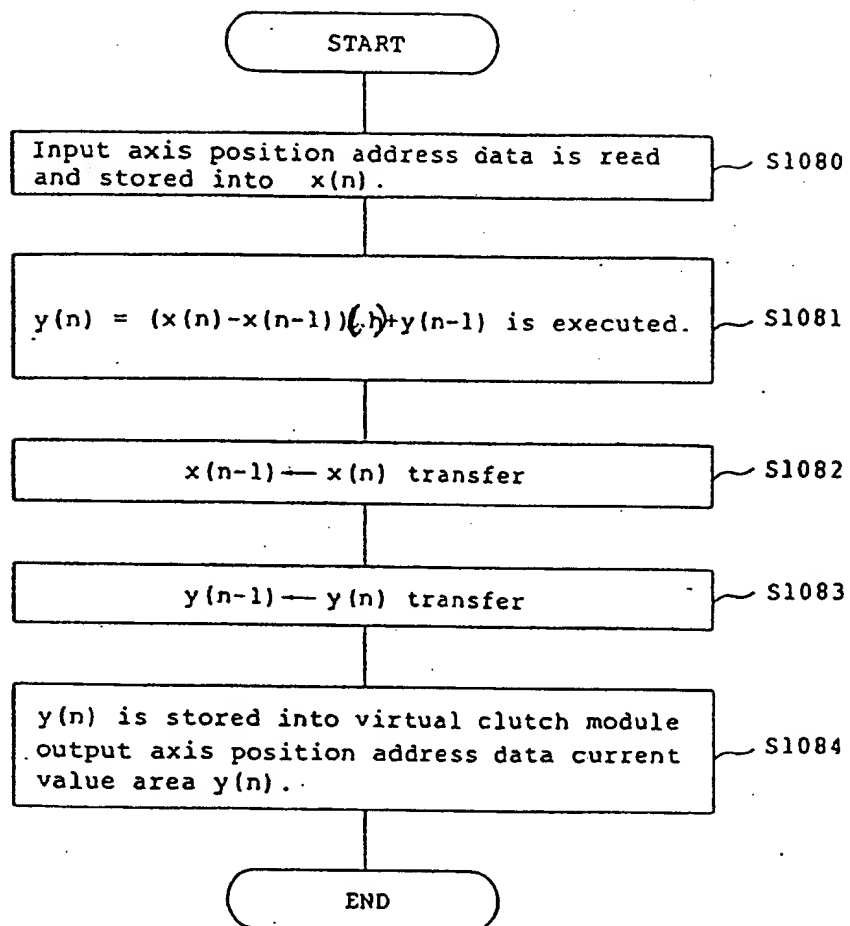 START
Input axis position address data is read
and stored into x(n).
S1080
y(n) = (x(n)-x(n-1))(.h)+y(n-1) is executed.
S1081
x(n-1)← x(n) transfer
S1082
y(n-1)← y(n) transfer
S1083
y(n) is stored into virtual clutch module
output axis position address data current
value area y(n).
S1084
END